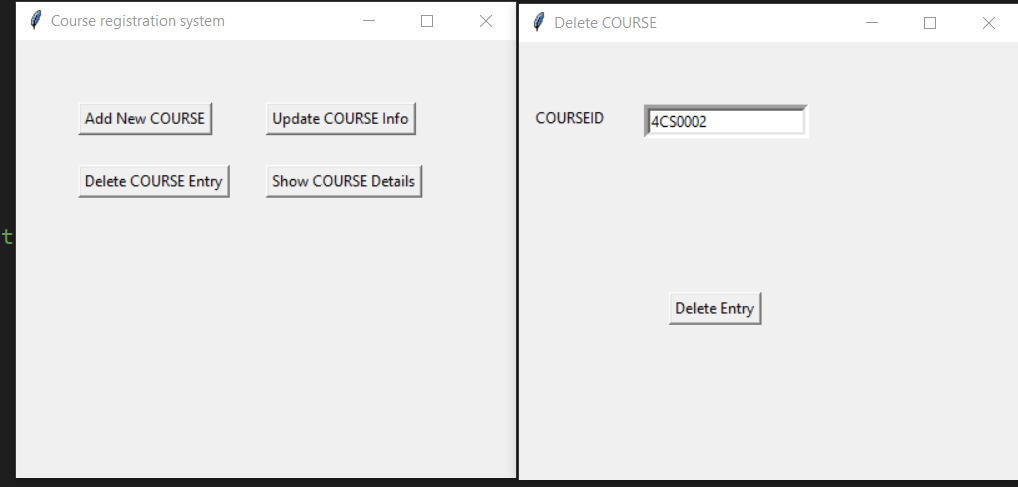 Course registration system
Add New COURSE
Update COURSE Info
Delete COURSE Entry
Show COURSE Details
t
Delete COURSE
COURSEID
4CS0002
Delete Entry